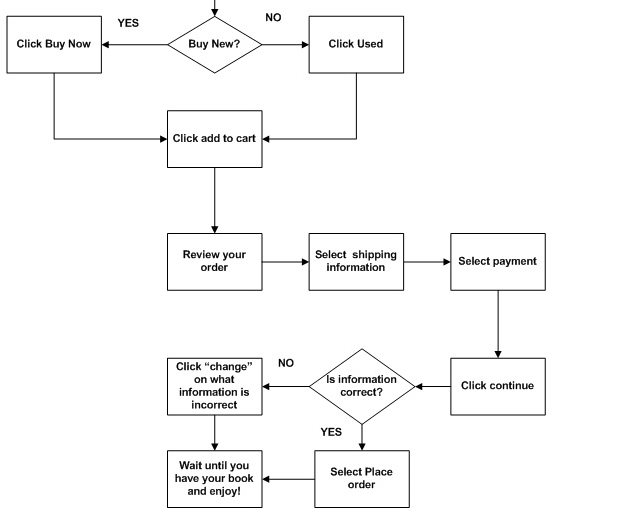 YES
NO
Click Buy Now
Buy New?
Click Used
Click add to cart
Review your
order
Select shipping
information
Select payment
Click “change”
on what
information is
incorrect
NO
Is information
correct?
Click continue
YES
Wait until you
have your book
and enjoy!
Select Place
order